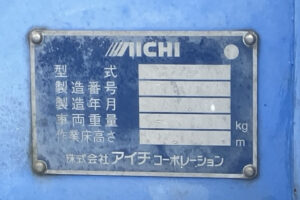 AICHI
型式
製造番号
製造年月
車両重量 kg
作業床高さ m
株式会社 アイチ コーポレーション